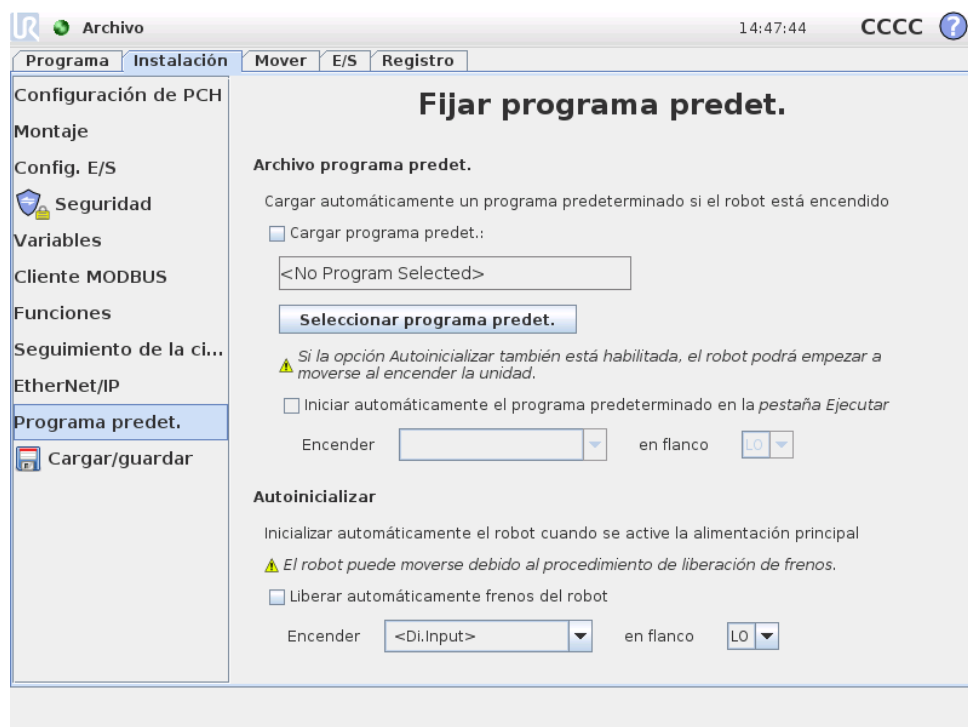 Archivo 14:47:44 CCCC ?
Programa Instalación Mover E/S Registro
Configuración de PCH
Montaje
Config. E/S
Seguridad
Variables
Cliente MODBUS
Funciones
Seguimiento de la ci...
EtherNet/IP
Programa predet.
Cargar/guardar
Fijar programa predet.
Archivo programa predet.
Cargar automáticamente un programa predeterminado si el robot está encendido
Cargar programa predet.:
<No Program Selected>
Seleccionar programa predet.
Si la opción Autoinicializar también está habilitada, el robot podrá empezar a
moverse al encender la unidad.
Iniciar automáticamente el programa predeterminado en la pestaña Ejecutar
Encender en flanco LO
Autoinicializar
Inicializar automáticamente el robot cuando se active la alimentación principal
El robot puede moverse debido al procedimiento de liberación de frenos.
Liberar automáticamente frenos del robot
Encender <Di.Input> en flanco LO